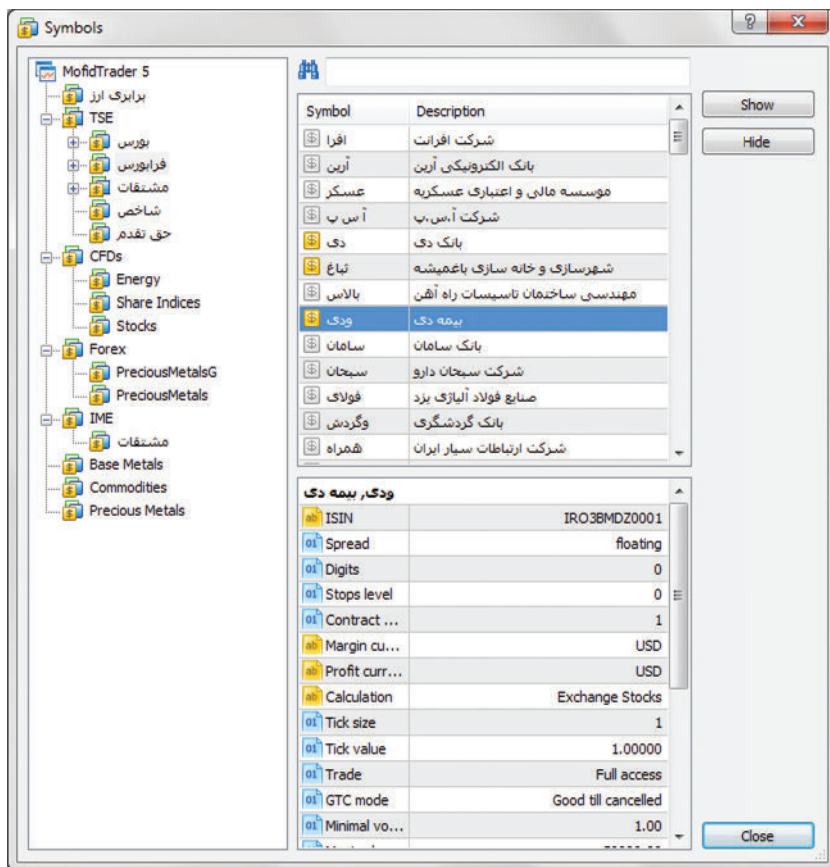 Symbols
MofidTrader 5
برابری ارز
TSE
بورس
فرابورس
مشتقات
شاخص
حق تقدم
CFDs
Energy
Share Indices
Stocks
Forex
PreciousMetalsG
PreciousMetals
IME
مشتقات
Base Metals
Commodities
Precious Metals
Symbol Description
افرا شرکت افرانت
آرین بانک الکترونیکی آرین
عسکر موسسه مالی و اعتباری عسکریه
آ س پ شرکت آ.س.پ
دی بانک دی
ثباغ شهرسازی و خانه سازی باغمیشه
بالاس مهندسی ساختمان تاسیسات راه آهن
ودی بیمه دی
سامان بانک سامان
سبحان شرکت سبحان دارو
فولای صنایع فولاد آلیاژی یزد
وگردش بانک گردشگری
همراه شرکت ارتباطات سیار ایران
ودی, بیمه دی
ISIN IRO3BMDZ0001
Spread floating
Digits 0
Stops level 0
Contract ... 1
Margin cu... USD
Profit curr... USD
Calculation Exchange Stocks
Tick size 1
Tick value 1.00000
Trade Full access
GTC mode Good till cancelled
Minimal vo... 1.00
Show
Hide
Close